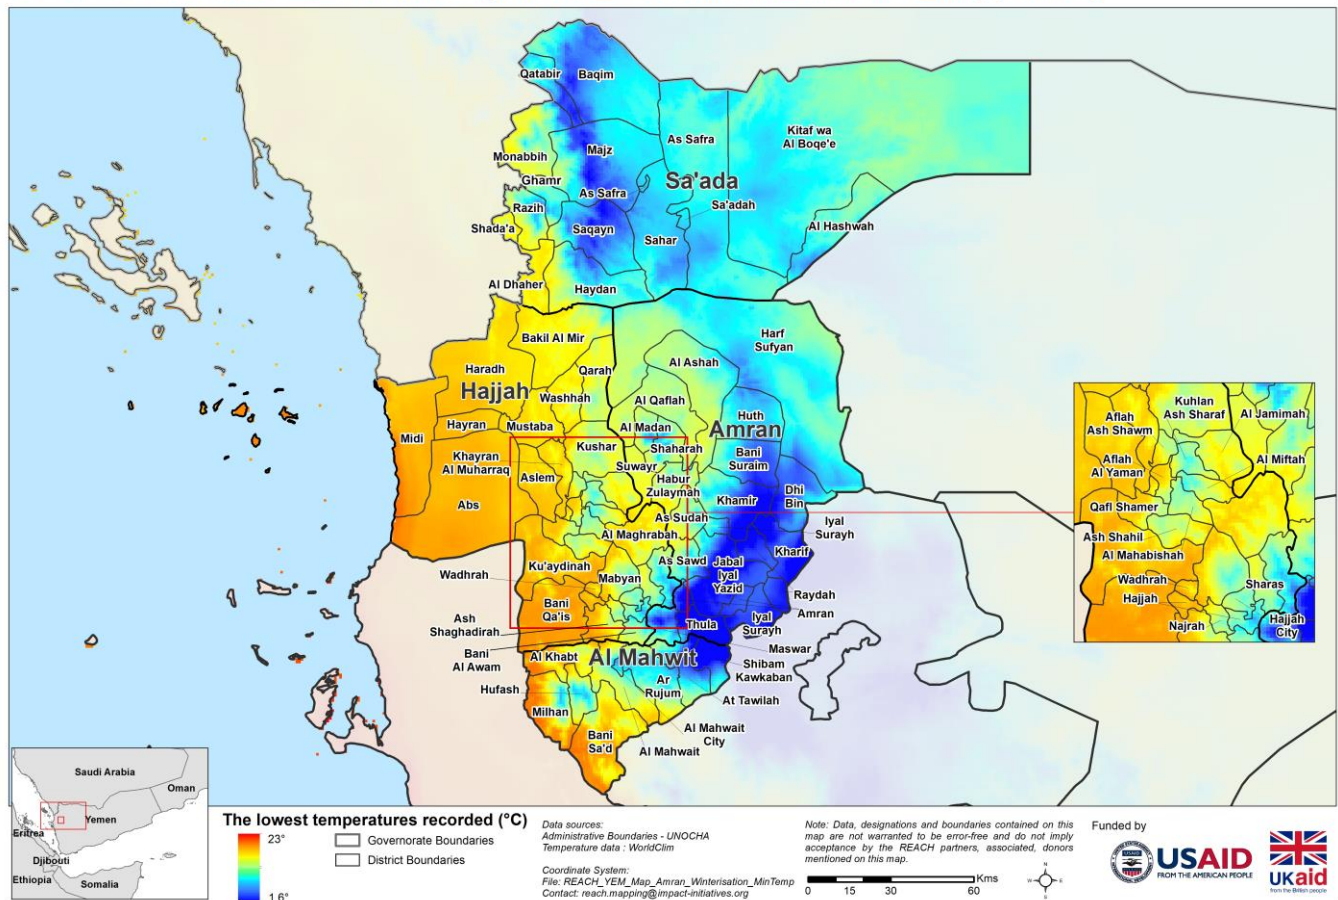 Qatabir
Baqim
Kitaf wa
Al Boqe'e
As Safra
Majz
Monabbih
Ghamr
Sa'ada
As Safra
Razih
Sa'adah
Shada'a
Saqayn
Al Hashwah
Sahar
Al Dhaher
Haydan
Bakil Al Mir
Harf
Sufyan
Al Ashah
Haradh
Qarah
Hajjah
Washhah
Al Qaflah
Huth
Hayran
Mustaba
Al Madan
Amran
Midi
Kushar
Shaharah
Bani
Suraim
Khayran
Al Muharraq
Aslem
Suwayr
Habur
Zulaymah
Dhi
Bin
Khamir
Abs
As Sudah
Iyal
Surayh
Al Maghrabah
Kharif
Ku'aydinah
As Sawd
Jabal
Iyal
Yazid
Wadhrah
Mabyan
Raydah
Bani
Qa'is
Amran
Ash
Shaghadirah
Thula
Iyal
Surayh
Maswar
Bani
Al Awam
Al Khabt
Al Mahwit
Shibam
Kawkaban
Hufash
Ar
Rujum
At Tawilah
Milhan
Al Mahwait
City
Bani
Sa'd
Al Mahwait
Kuhlan
Ash Sharaf
Al Jamimah
Aflah
Ash Shawm
Al Miftah
Aflah
Al Yaman
Qafl Shamer
Ash Shahil
Al Mahabishah
Wadhrah
Sharas
Hajjah
Najrah
Hajjah
City
Saudi Arabia
Oman
Yemen
Eritrea
Djibouti
Ethiopia
Somalia
The lowest temperatures recorded (°C)
23°
1.6°
Governorate Boundaries
District Boundaries
Data sources:
Administrative Boundaries - UNOCHA
Temperature data : WorldClim
Coordinate System:
File: REACH_YEM_Map_Amran_Winterisation_MinTemp
Contact: reach.mapping@impact-initiatives.org
Note: Data, designations and boundaries contained on this
map are not warranted to be error-free and do not imply
acceptance by the REACH partners, associated, donors
mentioned on this map.
0 15 30 60 Kms
N
W E
S
Funded by
USAID
FROM THE AMERICAN PEOPLE
UKaid
from the British people